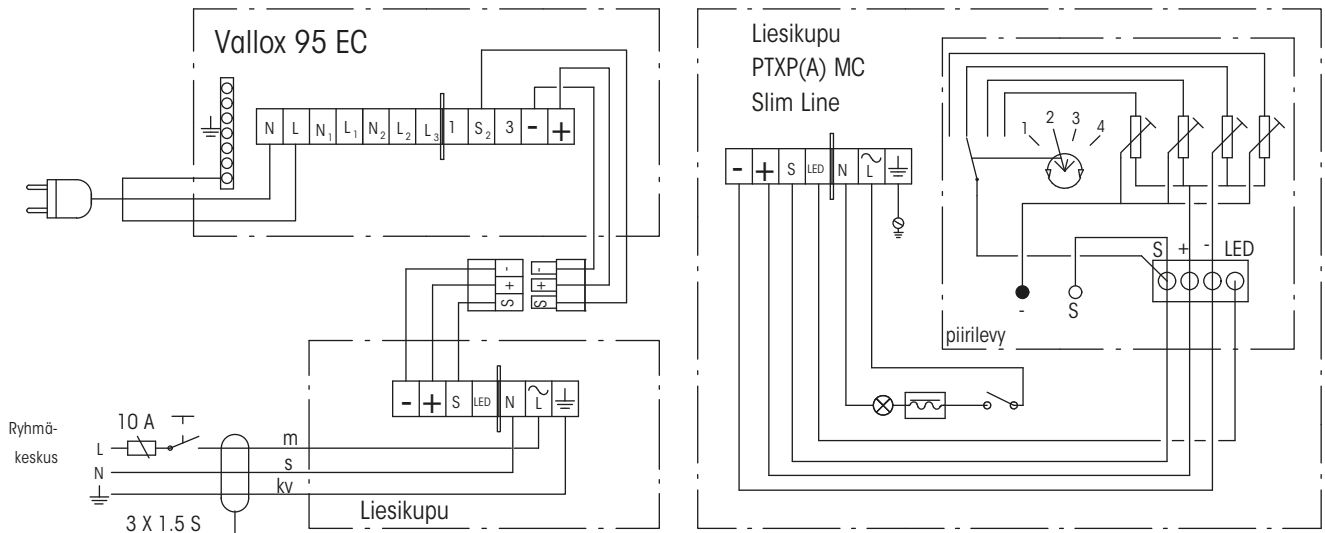 Vallox 95 EC
N L N1 L1 N2 L2 L3 1 S2 3 - +
- + S
- + S
- + S LED N L
Ryhmä-
keskus
10 A
L
N
m
s
kv
3 X 1.5 S
Liesikupu
Liesikupu
PTXP(A) MC
Slim Line
- + S LED N L
1 2 3 4
S + - LED
- S
piirilevy